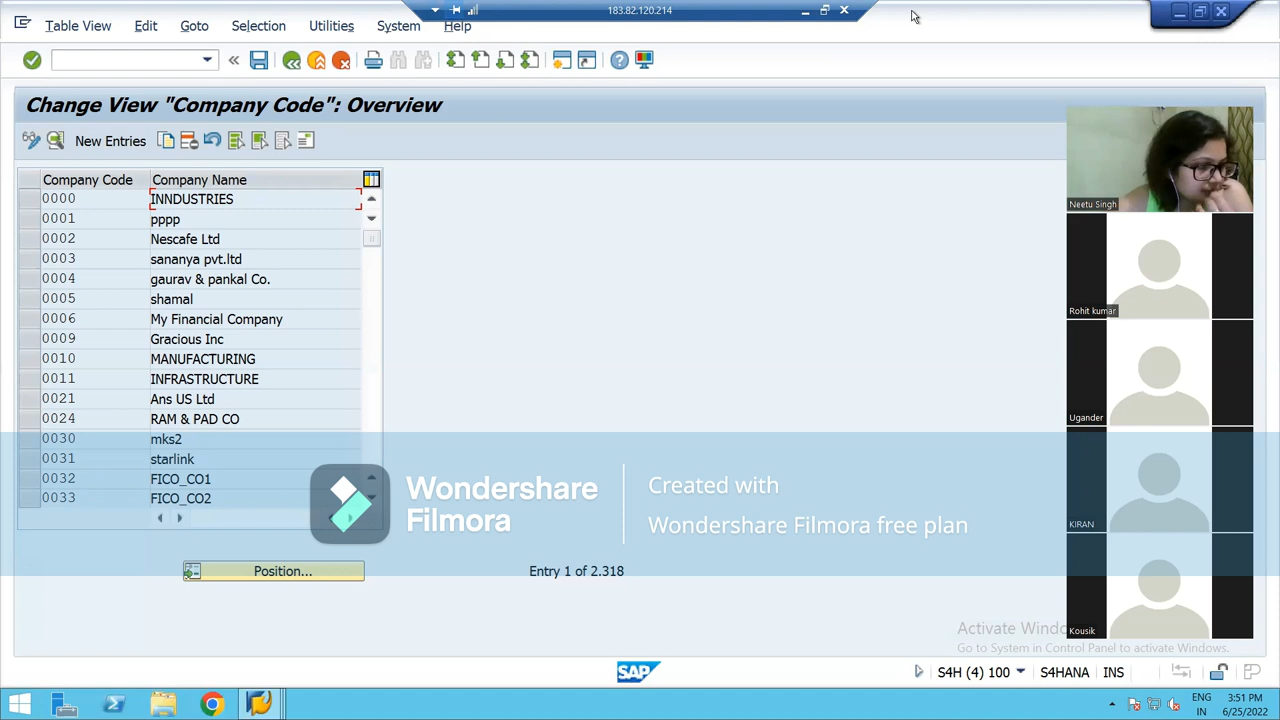 183.82.120.214
Table View Edit Goto Selection Utilities System Help
Change View "Company Code": Overview
New Entries
Company Code Company Name
0000 INNDUSTRIES
0001 pppp
0002 Nescafe Ltd
0003 sananya pvt.ltd
0004 gaurav & pankal Co.
0005 shamal
0006 My Financial Company
0009 Gracious Inc
0010 MANUFACTURING
0011 INFRASTRUCTURE
0021 Ans US Ltd
0024 RAM & PAD CO
0030 mks2
0031 starlink
0032 FICO_CO1
0033 FICO_CO2
Position...
Entry 1 of 2.318
Neetu Singh
Rohit kumar
Ugander
KIRAN
Kousik
Wondershare
Filmora
Created with
Wondershare Filmora free plan
Activate Windo
Go to System in Control Panel to activate Windows.
SAP
S4H (4) 100 S4HANA INS
ENG
IN
3:51 PM
6/25/2022